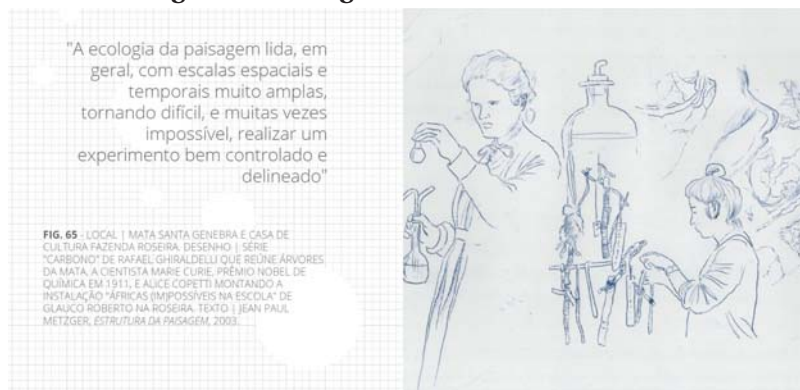 "A ecologia da paisagem lida, em
geral, com escalas espaciais e
temporais muito amplas,
tornando difícil, e muitas vezes
impossível, realizar um
experimento bem controlado e
delineado"
FIG. 65 - LOCAL | MATA SANTA GENEBRA E CASA DE
CULTURA FAZENDA ROSEIRA. DESENHO | SÉRIE
"CARBONO" DE RAFAEL GHIRALDELLI QUE REÚNE ÁRVORES
DA MATA, A CIENTISTA MARIE CURIE, PRÊMIO NOBEL DE
QUÍMICA EM 1911, E ALICE COPETTI MONTANDO A
INSTALAÇÃO "ÁFRICAS (IM)POSSÍVEIS NA ESCOLA" DE
GLAUCO ROBERTO NA ROSEIRA. TEXTO | JEAN PAUL
METZGER, ESTRUTURA DA PAISAGEM, 2003.